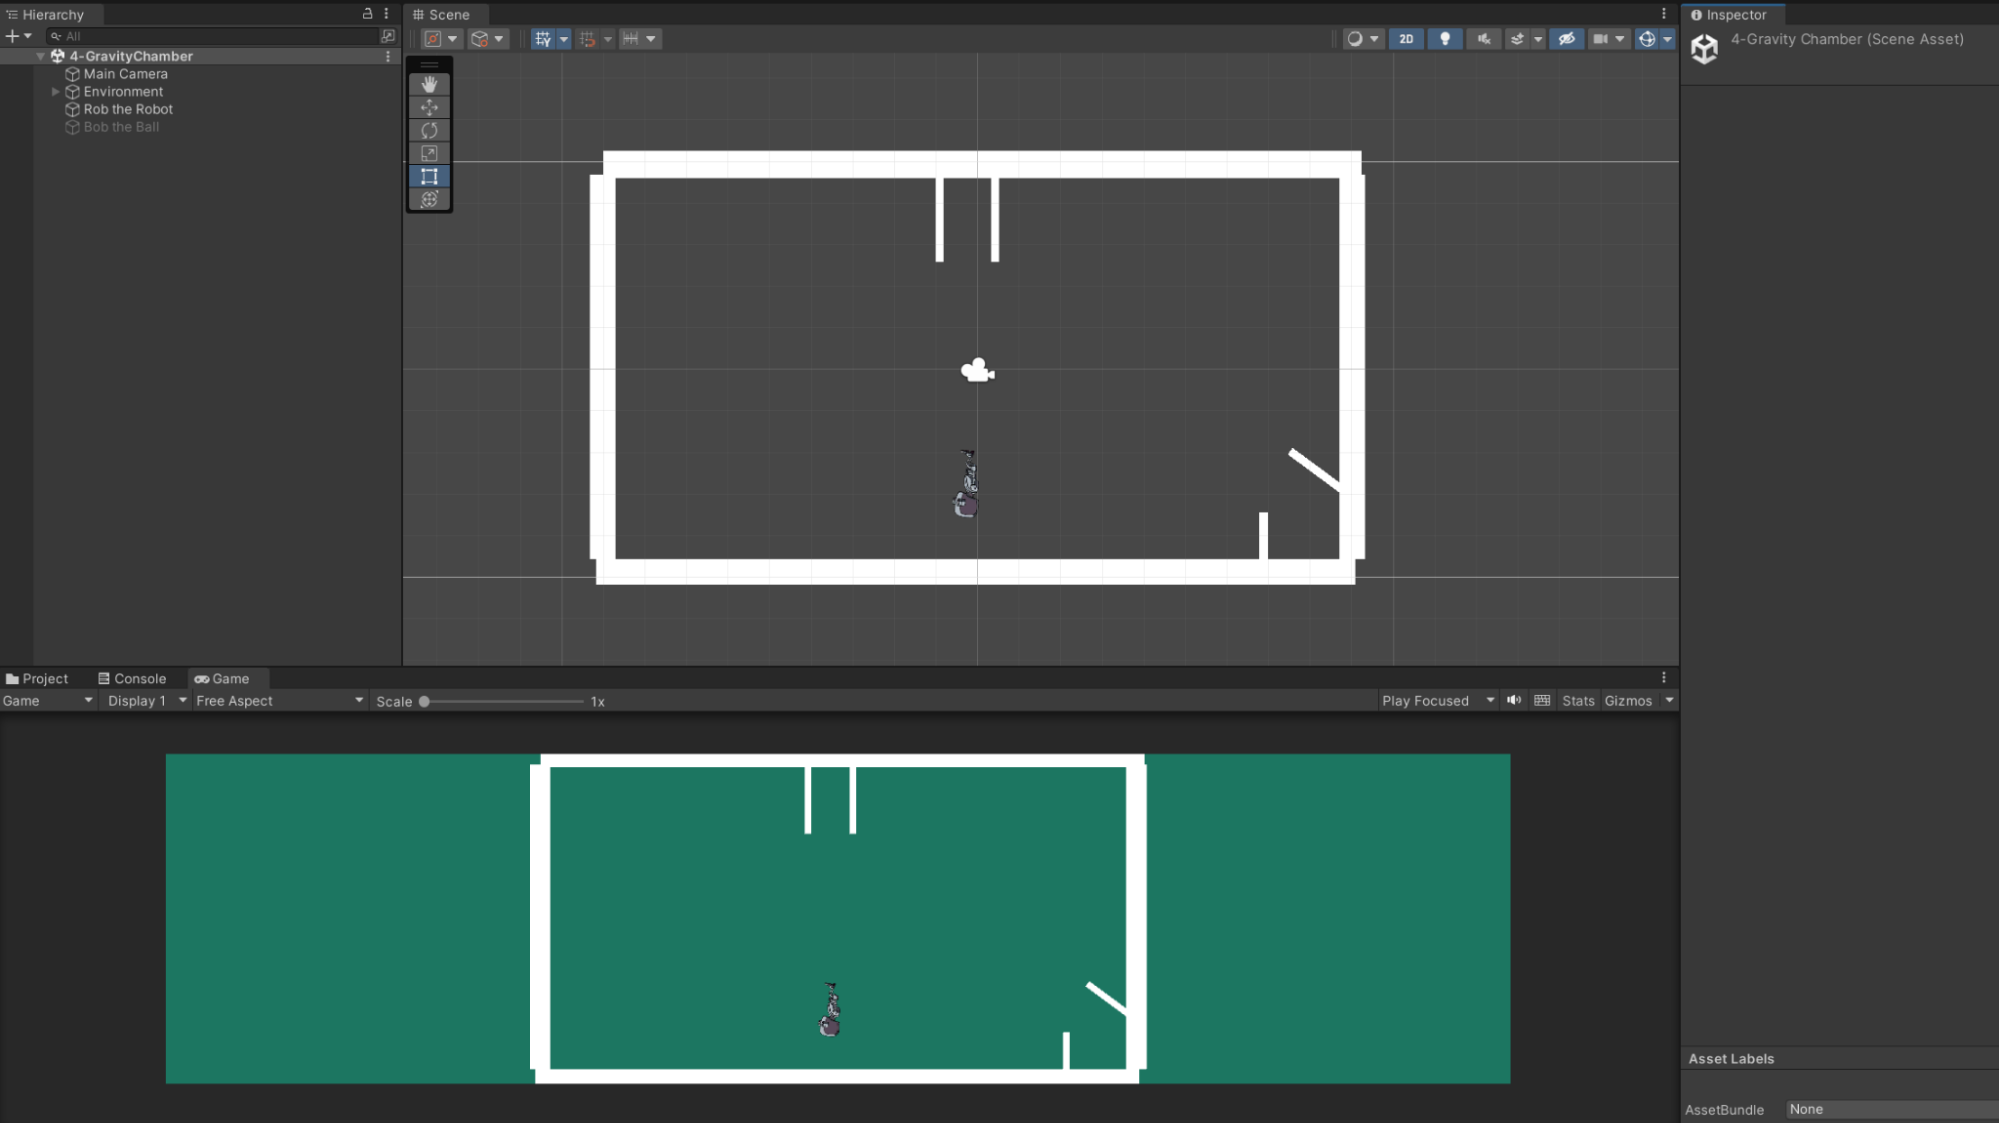 Hierarchy
All
4-GravityChamber
Main Camera
Environment
Rob the Robot
Bob the Ball
Scene
2D
Inspector
4-Gravity Chamber (Scene Asset)
Project Console Game
Game Display 1 Free Aspect Scale 1x Play Focused Stats Gizmos
Asset Labels
AssetBundle None